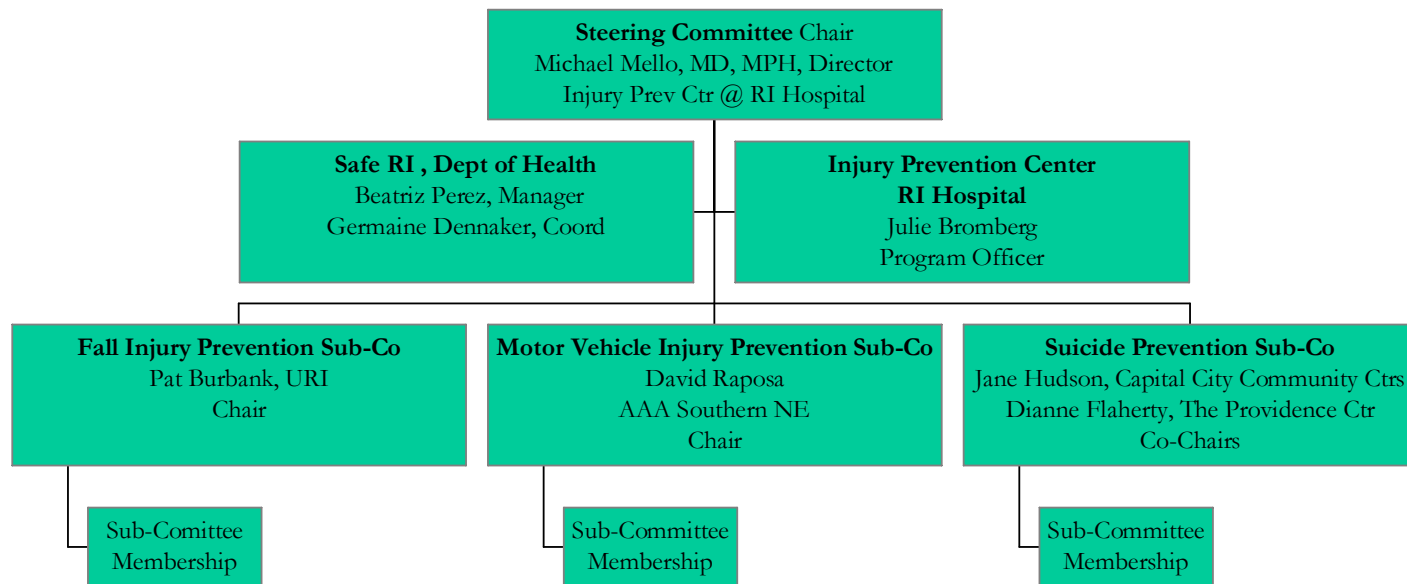 Steering Committee Chair
Michael Mello, MD, MPH, Director
Injury Prev Ctr @ RI Hospital
Safe RI , Dept of Health
Beatriz Perez, Manager
Germaine Dennaker, Coord
Injury Prevention Center
RI Hospital
Julie Bromberg
Program Officer
Fall Injury Prevention Sub-Co
Pat Burbank, URI
Chair
Motor Vehicle Injury Prevention Sub-Co
David Raposa
AAA Southern NE
Chair
Suicide Prevention Sub-Co
Jane Hudson, Capital City Community Ctrs
Dianne Flaherty, The Providence Ctr
Co-Chairs
Sub-Comittee
Membership
Sub-Committee
Membership
Sub-Committee
Membership